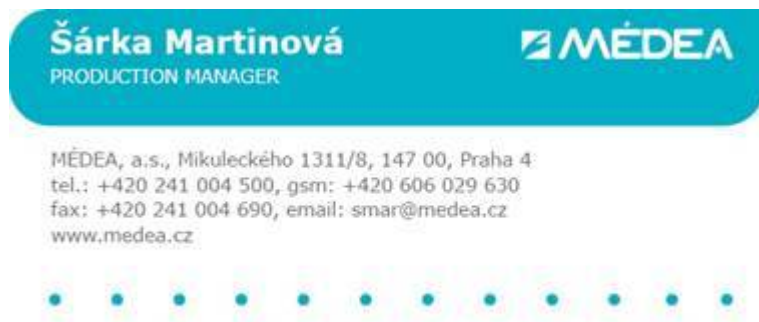 Šárka Martinová
MÉDEA
PRODUCTION MANAGER
MÉDEA, a.s., Mikuleckého 1311/8, 147 00, Praha 4
tel.: +420 241 004 500, gsm: +420 606 029 630
fax: +420 241 004 690, email: smar@medea.cz
www.medea.cz